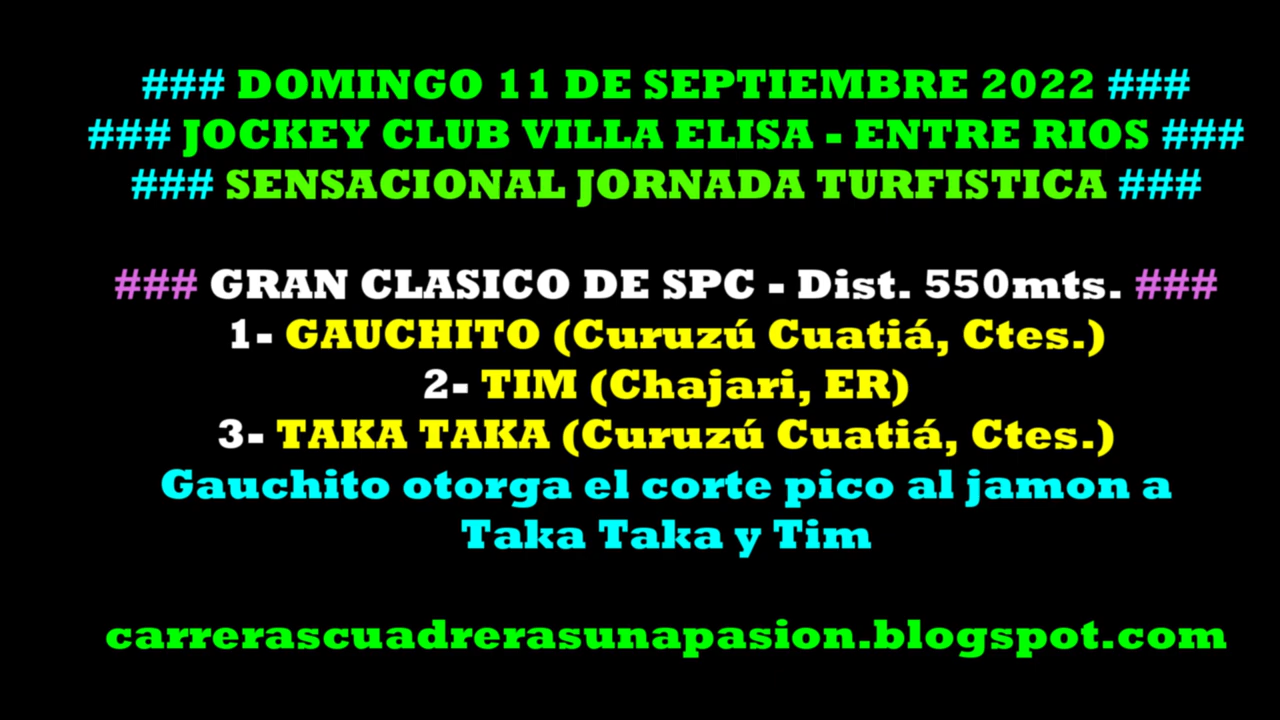 ### DOMINGO 11 DE SEPTIEMBRE 2022 ###
### JOCKEY CLUB VILLA ELISA - ENTRE RIOS ###
### SENSACIONAL JORNADA TURFISTICA ###
### GRAN CLASICO DE SPC - Dist. 550mts. ###
1- GAUCHITO (Curuzú Cuatiá, Ctes.)
2- TIM (Chajari, ER)
3- TAKA TAKA (Curuzú Cuatiá, Ctes.)
Gauchito otorga el corte pico al jamon a
Taka Taka y Tim
carrerascuadrerasunapasion.blogspot.com